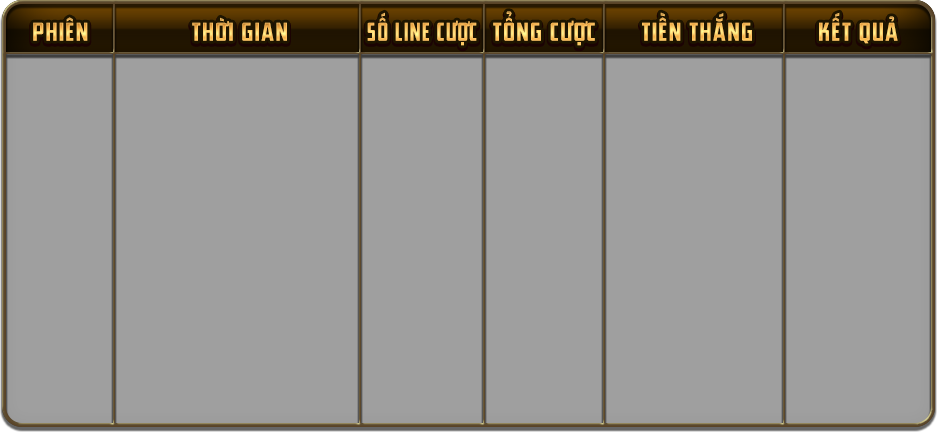 PHIÊN THỜI GIAN SỐ LINE CƯỢC TỔNG CƯỢC TIỀN THẮNG KẾT QUẢ